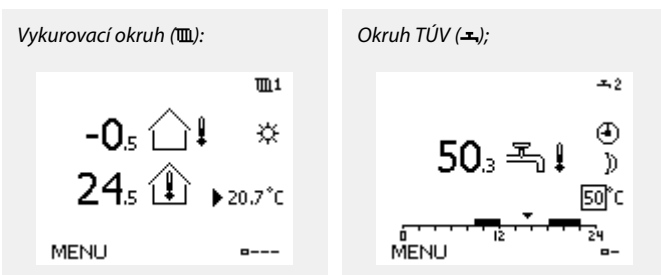 Vykurovací okruh ():
1
-0.5
24.5
20.7°C
MENU
Okruh TÚV ();
2
50.3
50°C
0 12 24
MENU